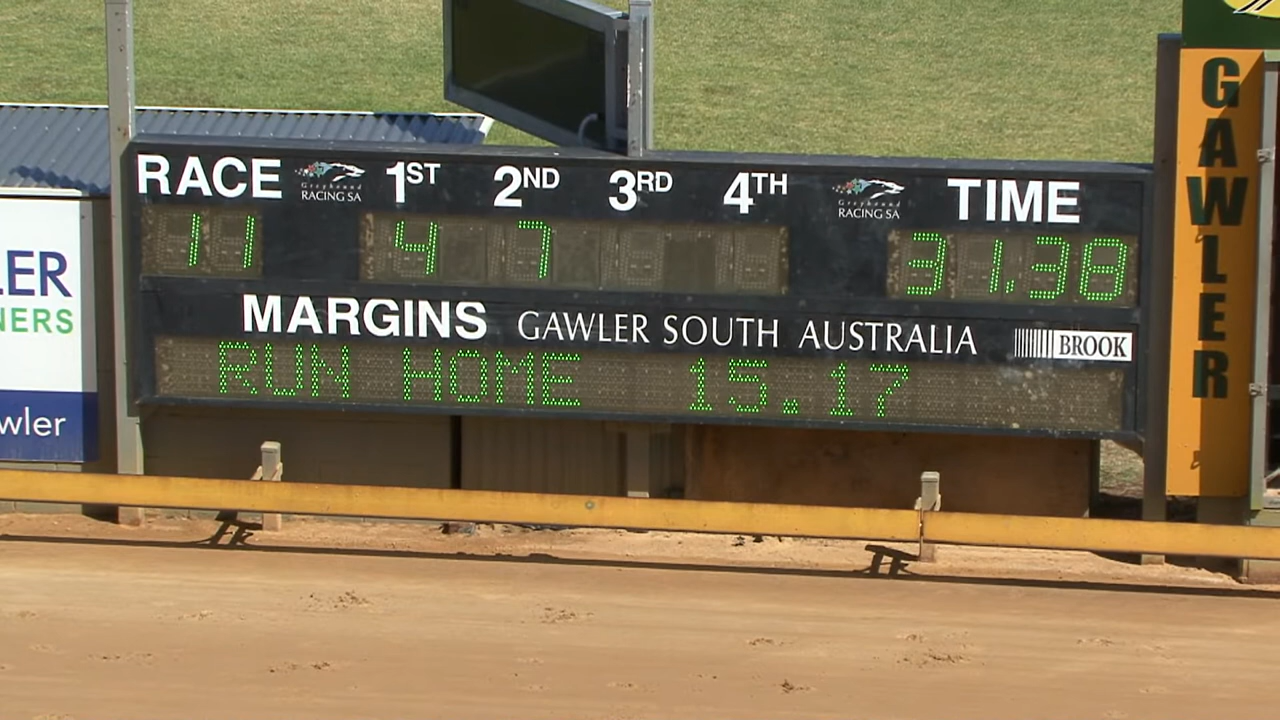 RACE Greyhound RACING SA 1ST 2ND 3RD 4TH Greyhound RACING SA TIME
11 4 7 31.38
MARGINS GAWLER SOUTH AUSTRALIA BROOK
RUN HOME 15.17
GAWLER
LER
NERS
wler